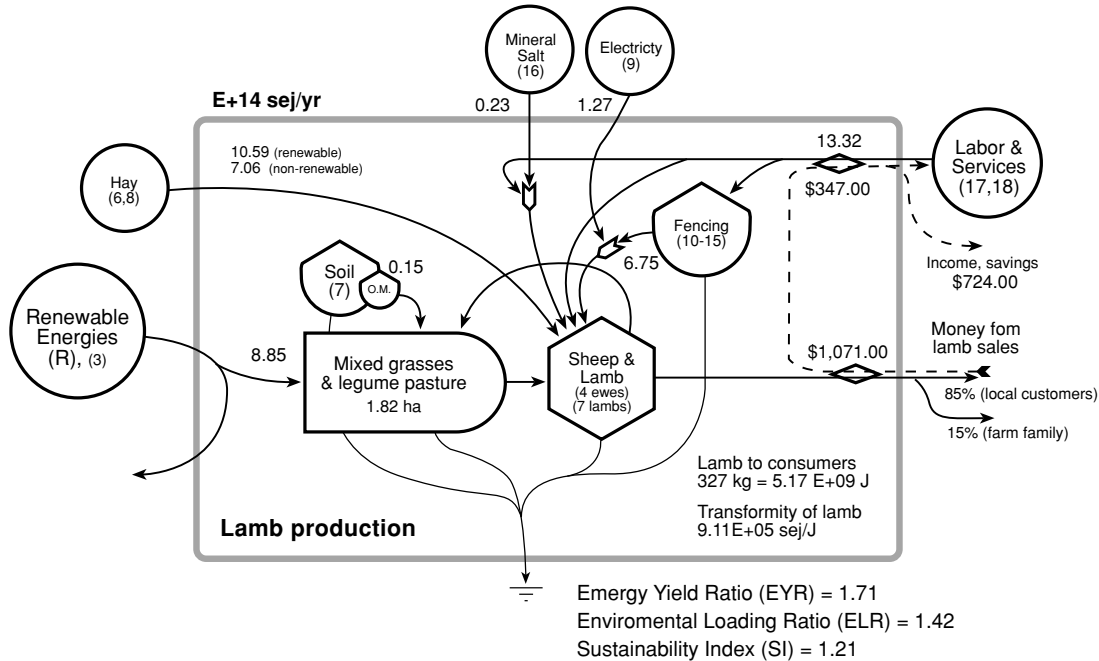 Mineral
Salt
(16)
Electricty
(9)
E+14 sej/yr
0.23
1.27
10.59 (renewable)
7.06 (non-renewable)
13.32
Labor &
Services
(17,18)
Hay
(6,8)
$347.00
Fencing
(10-15)
Soil
(7)
O.M.
0.15
6.75
Income, savings
$724.00
Renewable
Energies
(R), (3)
8.85
Mixed grasses
& legume pasture
1.82 ha
Sheep &
Lamb
(4 ewes)
(7 lambs)
$1,071.00
Money fom
lamb sales
85% (local customers)
15% (farm family)
Lamb to consumers
327 kg = 5.17 E+09 J
Transformity of lamb
9.11E+05 sej/J
Lamb production
Emergy Yield Ratio (EYR) = 1.71
Enviromental Loading Ratio (ELR) = 1.42
Sustainability Index (SI) = 1.21